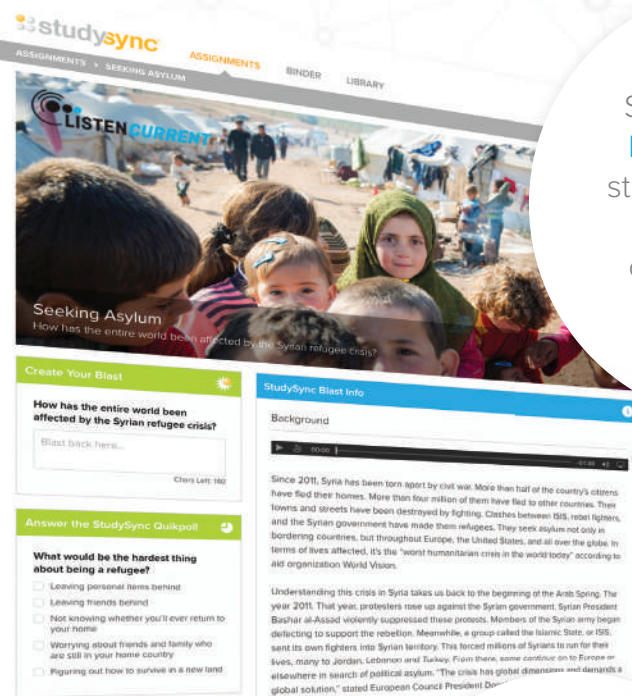 studysync
ASSIGNMENTS BINDER LIBRARY
ASSIGNMENTS > SEEKING ASYLUM
LISTENCURRENT
Seeking Asylum
How has the entire world been affected by the Syrian refugee crisis?
Create Your Blast
How has the entire world been
affected by the Syrian refugee crisis?
Blast back here...
Chars Left: 140
Answer the StudySync Quikpoll
What would be the hardest thing
about being a refugee?
Leaving personal items behind
Leaving friends behind
Not knowing whether you'll ever return to
your home
Worrying about friends and family who
are still in your home country
Figuring out how to survive in a new land
StudySync Blast Info
Background
00:00
Since 2011, Syria has been torn apart by civil war. More than half of the country's citizens
have fled their homes. More than four million of them have fled to other countries. Their
towns and streets have been destroyed by fighting. Clashes between ISIS, rebel fighters,
and the Syrian government have made them refugees. They seek asylum not only in
bordering countries, but throughout Europe, the United States, and all over the globe. In
terms of lives affected, it's the "worst humanitarian crisis in the world today" according to
aid organization World Vision.
Understanding this crisis in Syria takes us back to the beginning of the Arab Spring. The
year 2011. That year, protesters rose up against the Syrian government. Syrian President
Bashar al-Assad violently suppressed these protests. Members of the Syrian army began
defecting to support the rebellion. Meanwhile, a group called the Islamic State, or ISIS,
sent its own fighters into Syrian territory. This forced millions of Syrians to run for their
lives, many to Jordan, Lebanon and Turkey. From there, some continue on to Europe or
elsewhere in search of political asylum. "The crisis has global dimensions and demands a
global solution," stated European Council President